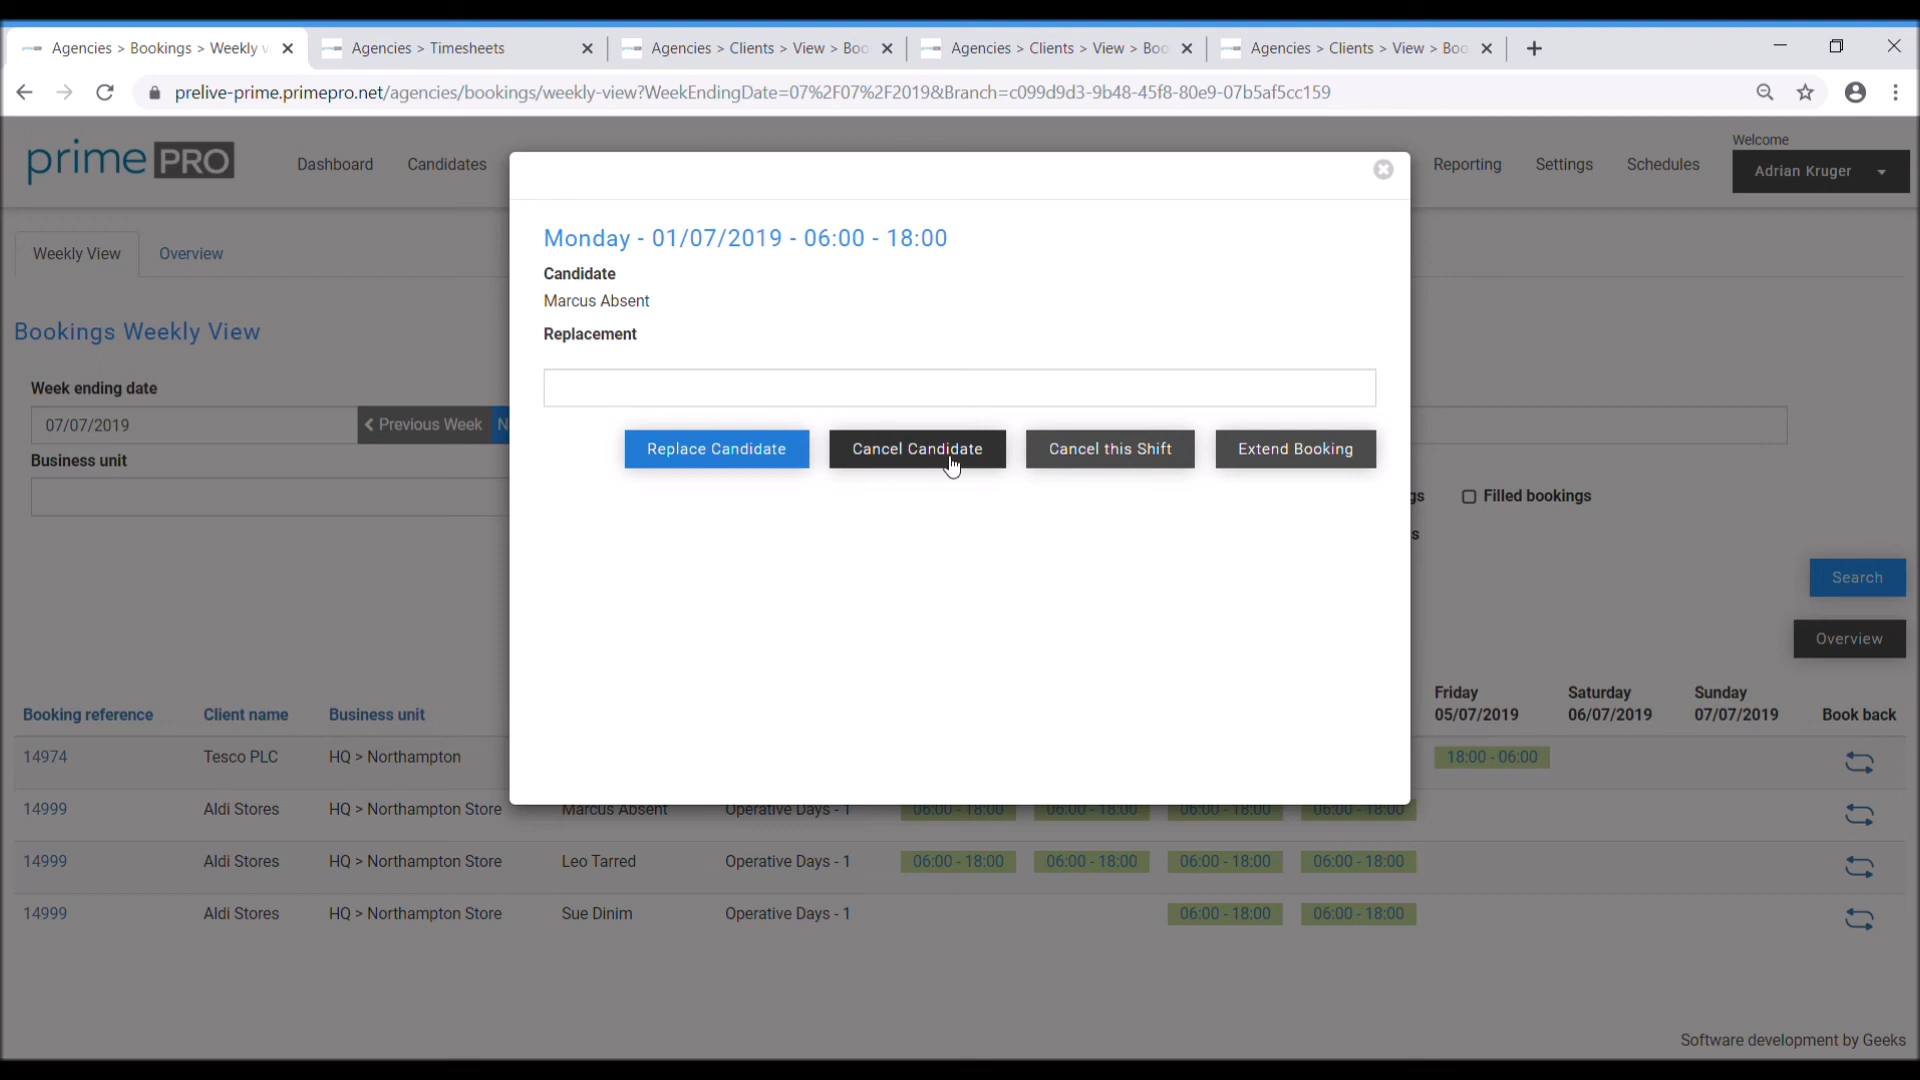 Agencies > Bookings > Weekly v
Agencies > Timesheets
Agencies > Clients > View > Boo
Agencies > Clients > View > Boo
Agencies > Clients > View > Boo
prelive-prime.primepro.net/agencies/bookings/weekly-view?WeekEndingDate=07%2F07%2F2019&Branch=c099d9d3-9b48-45f8-80e9-07b5af5cc159
prime PRO
Dashboard
Candidates
Reporting
Settings
Schedules
Welcome
Adrian Kruger
Weekly View
Overview
Monday - 01/07/2019 - 06:00 - 18:00
Candidate
Marcus Absent
Replacement
Replace Candidate
Cancel Candidate
Cancel this Shift
Extend Booking
Bookings Weekly View
Week ending date
07/07/2019
< Previous Week
N
Business unit
gs
Filled bookings
s
Search
Overview
Booking reference Client name Business unit Friday 05/07/2019 Saturday 06/07/2019 Sunday 07/07/2019 Book back
14974 Tesco PLC HQ > Northampton 18:00 - 06:00
14999 Aldi Stores HQ > Northampton Store Marcus Absent Operative Days - 1 06:00 - 18:00 06:00 - 18:00 06:00 - 18:00 06:00 - 18:00
14999 Aldi Stores HQ > Northampton Store Leo Tarred Operative Days - 1 06:00 - 18:00 06:00 - 18:00 06:00 - 18:00 06:00 - 18:00
14999 Aldi Stores HQ > Northampton Store Sue Dinim Operative Days - 1 06:00 - 18:00 06:00 - 18:00
Software development by Geeks